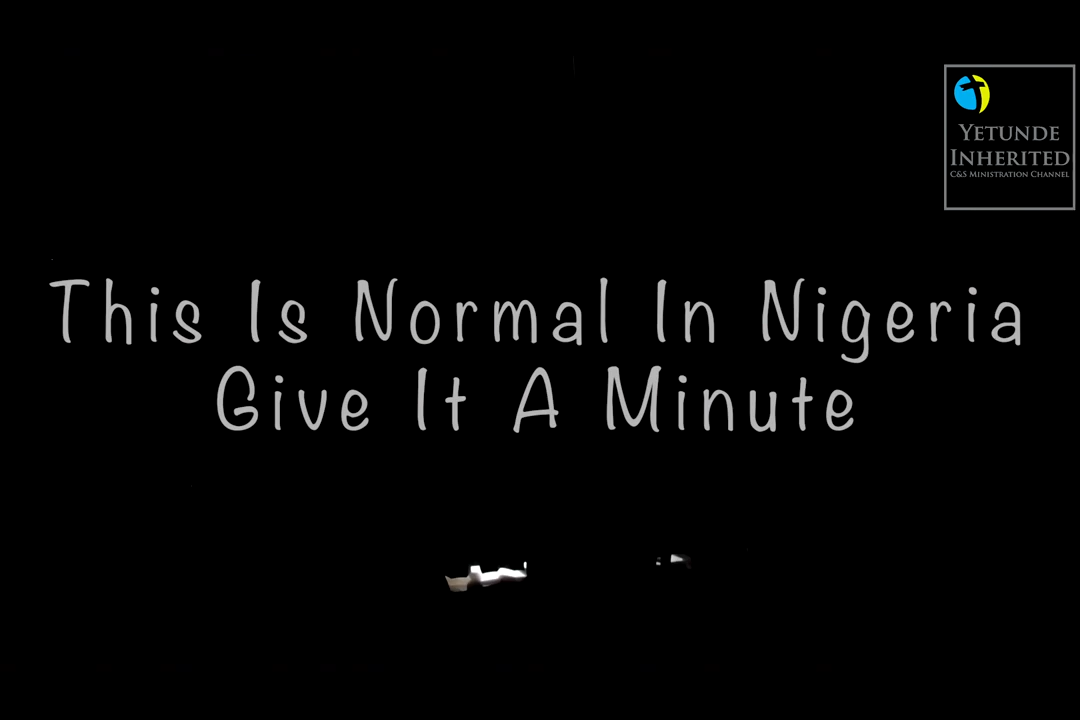 Yetunde
Inherited
C&S Ministration Channel
This Is Normal In Nigeria
Give It A Minute